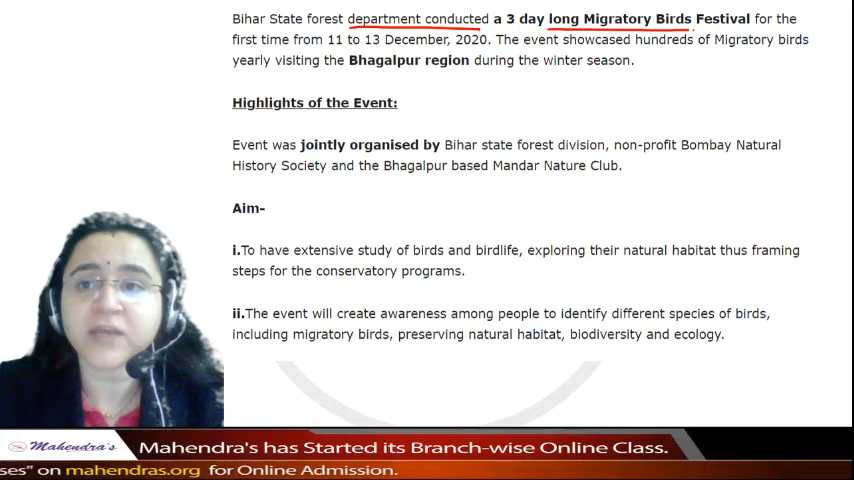 Bihar State forest department conducted a 3 day long Migratory Birds Festival for the
first time from 11 to 13 December, 2020. The event showcased hundreds of Migratory birds
yearly visiting the Bhagalpur region during the winter season.
Highlights of the Event:
Event was jointly organised by Bihar state forest division, non-profit Bombay Natural
History Society and the Bhagalpur based Mandar Nature Club.
Aim-
i.To have extensive study of birds and birdlife, exploring their natural habitat thus framing
steps for the conservatory programs.
ii.The event will create awareness among people to identify different species of birds,
including migratory birds, preserving natural habitat, biodiversity and ecology.
Mahendra's
Mahendra's has Started its Branch-wise Online Class.
ses" on mahendras.org for Online Admission.